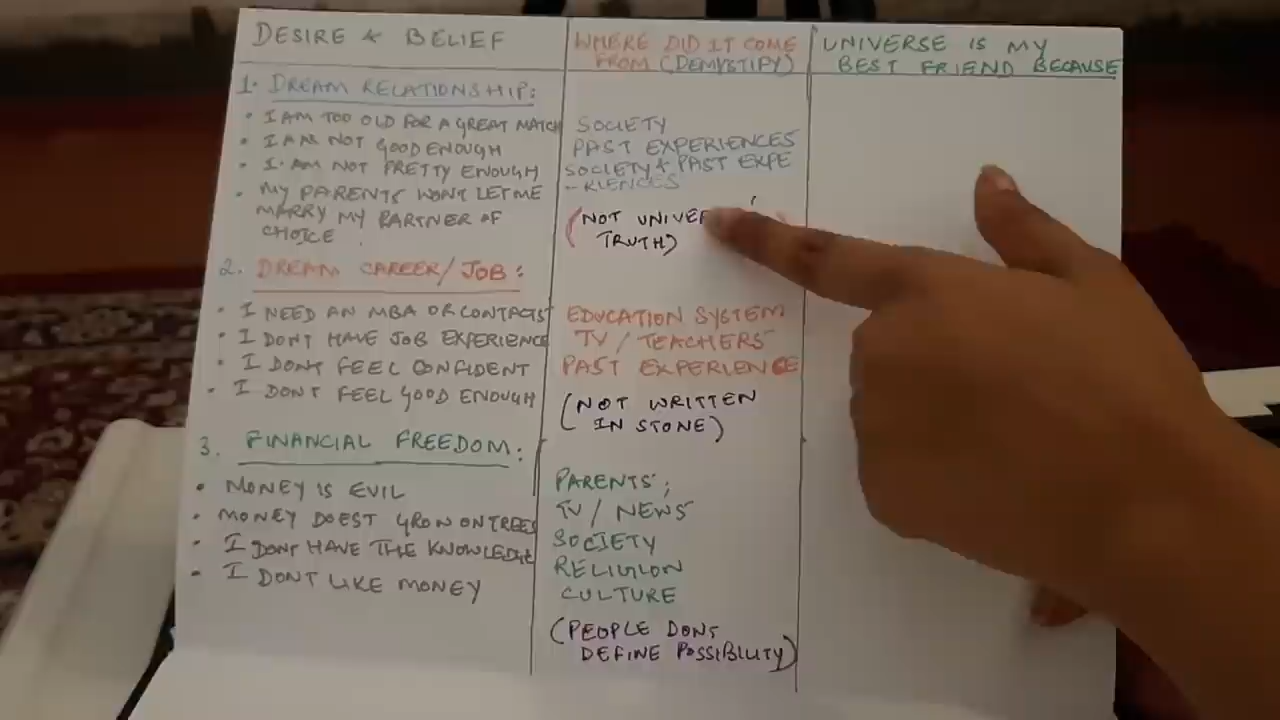 DESIRE & BELIEF
WHERE DID IT COME
FROM (DEMYSTIFY)
UNIVERSE IS MY
BEST FRIEND BECAUSE
1. DREAM RELATIONSHIP:
• I AM TOO OLD FOR A GREAT MATCH
• I AM NOT GOOD ENOUGH
• I AM NOT PRETTY ENOUGH
• MY PARENTS WONT LET ME
MARRY MY PARTNER OF
CHOICE.
SOCIETY
PAST EXPERIENCES
SOCIETY & PAST EXPE
-RIENCES
(NOT
TRUTH)
2. DREAM CAREER/JOB:
• I NEED AN MBA OR CONTACTS
• I DONT HAVE JOB EXPERIENCE
• I DONT FEEL CONFIDENT
• I DONT FEEL GOOD ENOUGH
EDUCATION SYSTEM
TV / TEACHERS
PAST EXPERIENCE
(NOT WRITTEN
IN STONE)
3. FINANCIAL FREEDOM:
• MONEY IS EVIL
• MONEY DOEST GROW ON TREES
• I DONT HAVE THE KNOWLEDGE
• I DONT LIKE MONEY
PARENTS;
TV / NEWS
SOCIETY
RELIGION
CULTURE
(PEOPLE DONT
DEFINE POSSIBILITY)